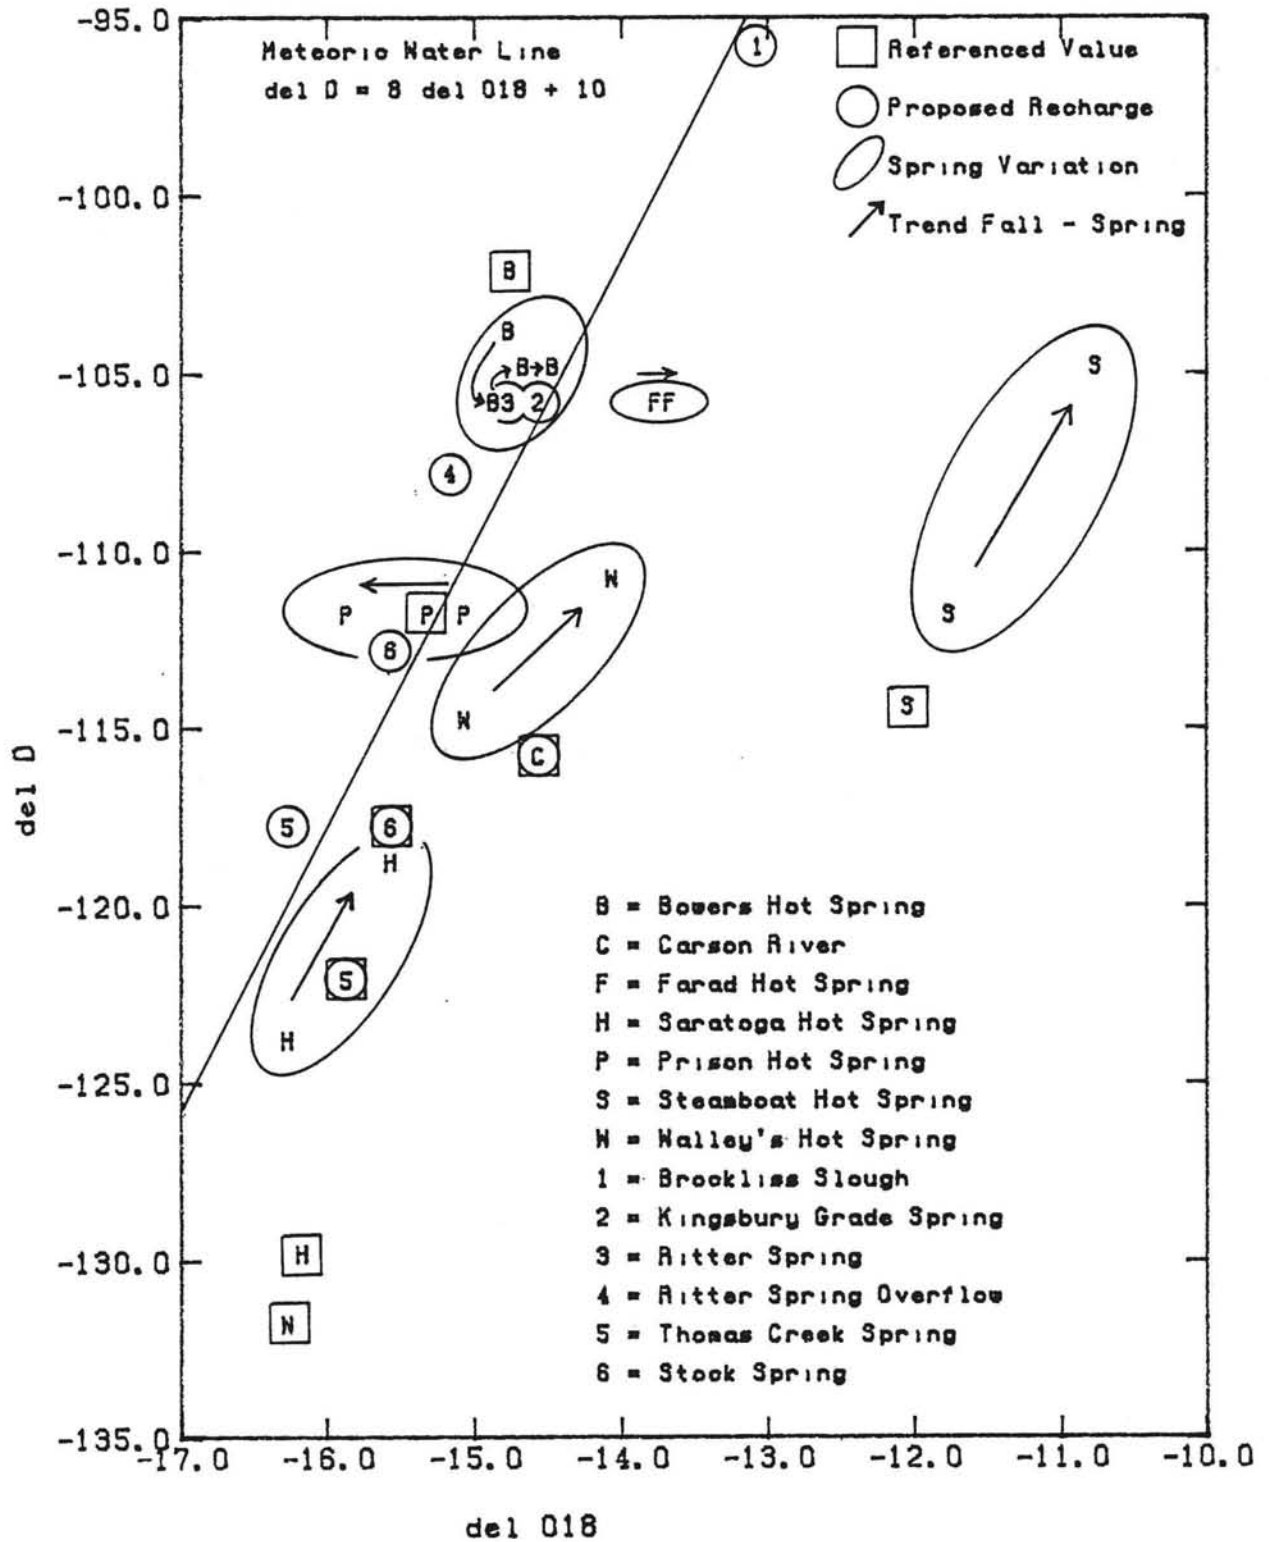 -95.0
Meteoric Water Line
del D = 8 del O18 + 10
1
Referenced Value
Proposed Recharge
Spring Variation
Trend Fall - Spring
-100.0
B
B
B→B
-105.0
B3 2
FF
S
4
-110.0
W
P P P
S
6
S
W
-115.0
C
5
6
H
-120.0
5
H
-125.0
B = Bowers Hot Spring
C = Carson River
F = Farad Hot Spring
H = Saratoga Hot Spring
P = Prison Hot Spring
S = Steamboat Hot Spring
W = Walley's Hot Spring
1 = Brockliss Slough
2 = Kingsbury Grade Spring
3 = Ritter Spring
4 = Ritter Spring Overflow
5 = Thomas Creek Spring
6 = Stock Spring
H
-130.0
-135.0
-17.0 -16.0 -15.0 -14.0 -13.0 -12.0 -11.0 -10.0
del D
del O18